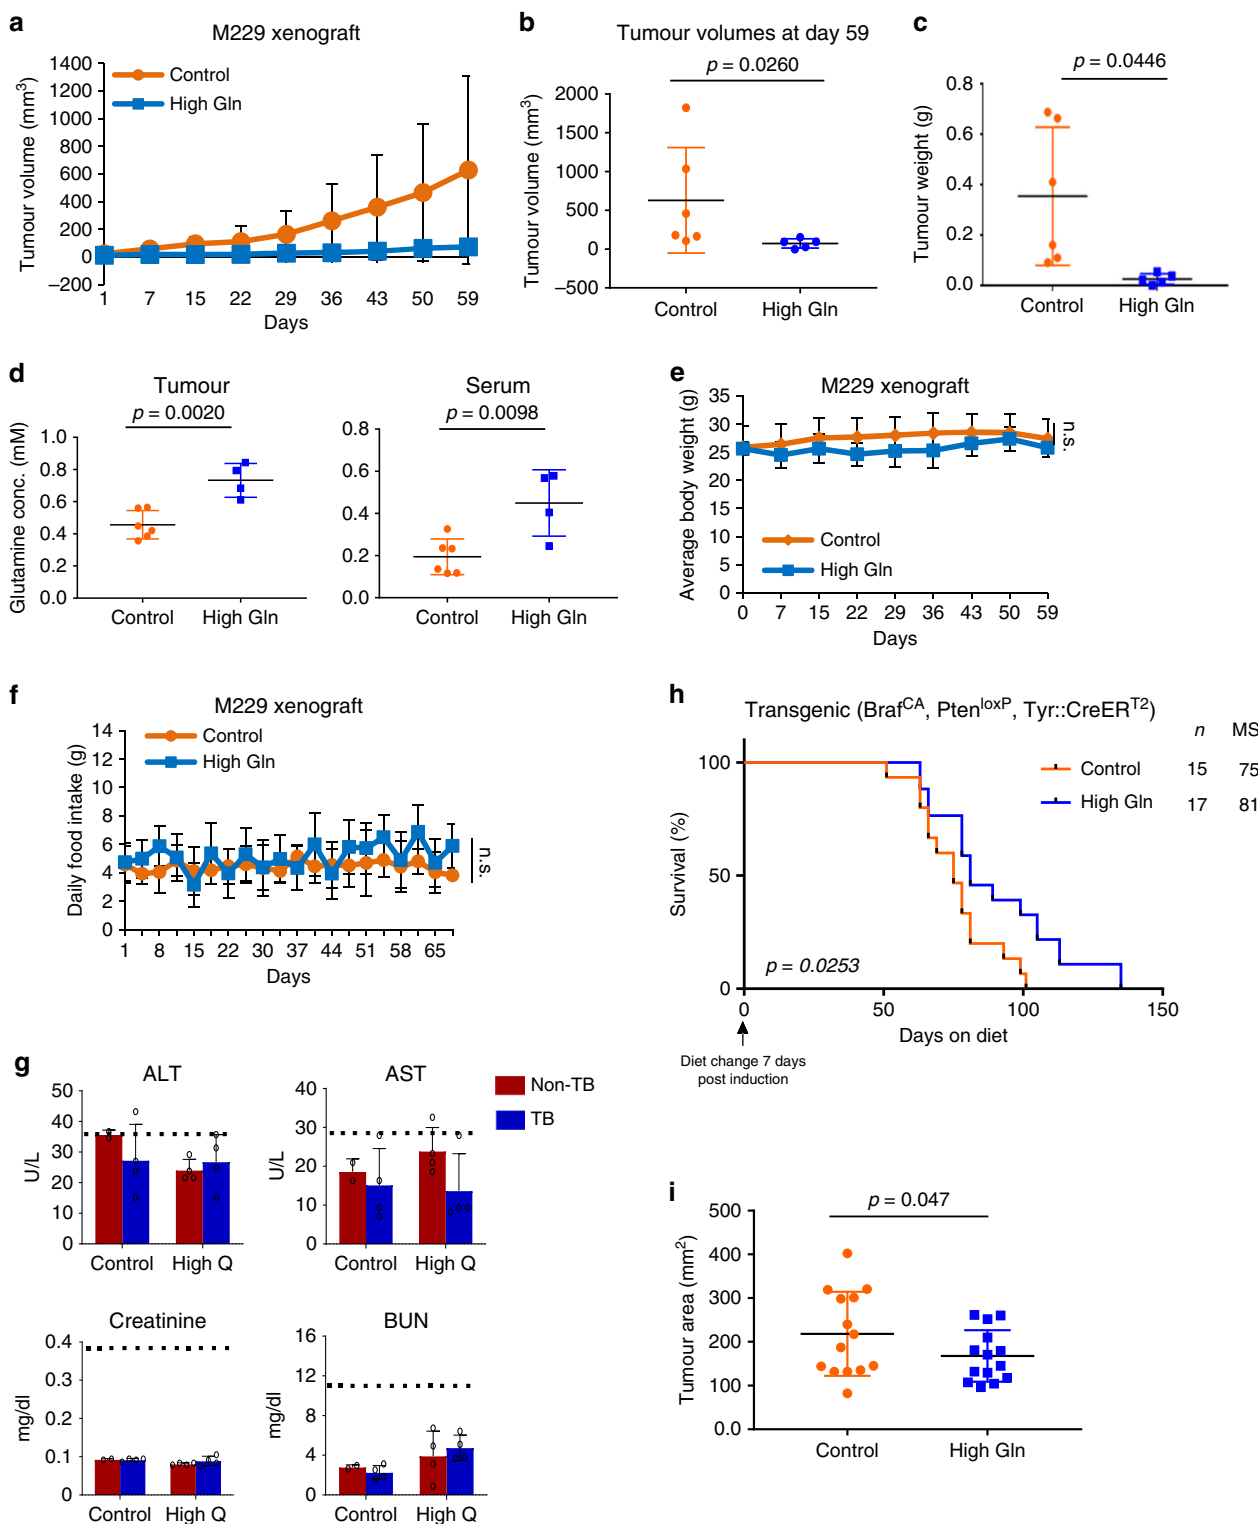 a
M229 xenograft
Tumour volume (mm3)
1400
1200
1000
800
600
400
200
0
–200
Control
High Gln
1 7 15 22 29 36 43 50 59
Days
b
Tumour volumes at day 59
p = 0.0260
Tumour volume (mm3)
2000
1500
1000
500
0
–500
Control High Gln
c
p = 0.0446
Tumour weight (g)
0.8
0.6
0.4
0.2
0.0
Control High Gln
d
Tumour
p = 0.0020
Glutamine conc. (mM)
1.0
0.8
0.6
0.4
0.2
0.0
Control High Gln
Serum
p = 0.0098
0.8
0.6
0.4
0.2
0.0
Control High Gln
e
M229 xenograft
Average body weight (g)
35
30
25
20
15
10
5
0
n.s.
Control
High Gln
0 7 15 22 29 36 43 50 59
Days
f
M229 xenograft
Daily food intake (g)
14
12
10
8
6
4
2
0
Control
High Gln
n.s.
1 8 15 22 30 37 44 51 58 65
Days
h
Transgenic (BrafCA, PtenloxP, Tyr::CreERT2)
n MS
Control 15 75
High Gln 17 81
Survival (%)
100
50
0
p = 0.0253
0 50 100 150
Days on diet
Diet change 7 days
post induction
g
ALT
U/L
50
40
30
20
10
0
Control High Q
AST
U/L
40
30
20
10
0
Control High Q
Non-TB
TB
Creatinine
mg/dl
0.4
0.3
0.2
0.1
0
Control High Q
BUN
mg/dl
16
12
8
4
0
Control High Q
i
p = 0.047
Tumour area (mm2)
500
400
300
200
100
0.0
Control High Gln